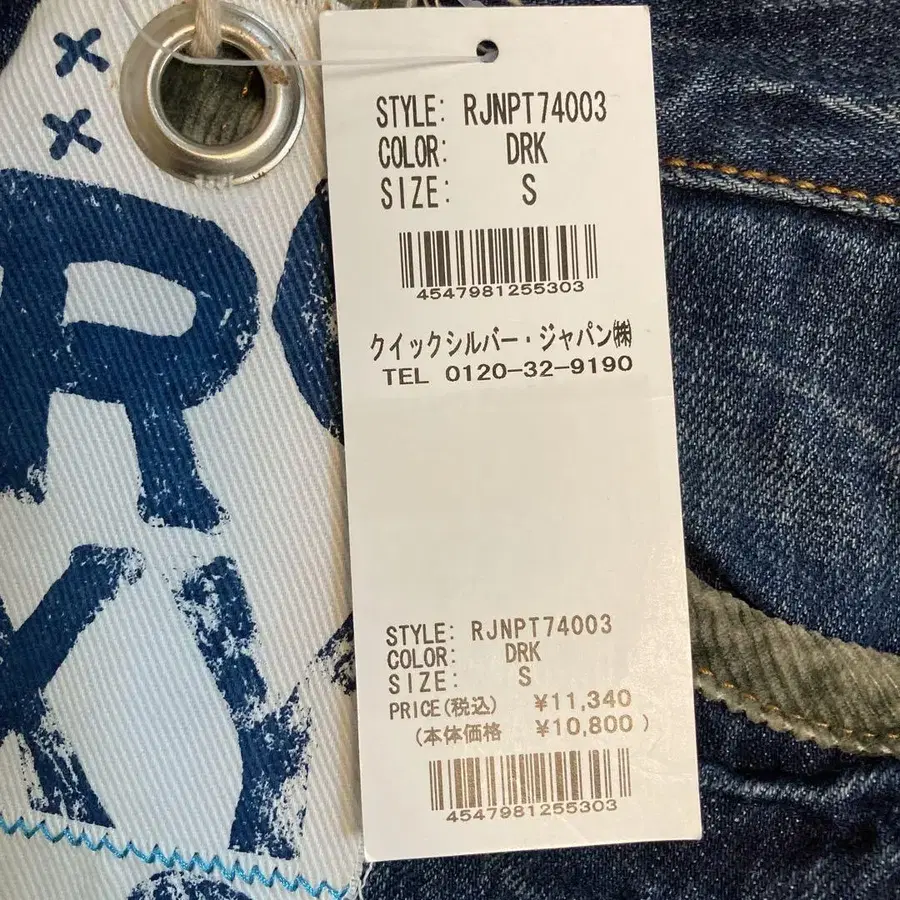 STYLE: RJNPT74003
COLOR: DRK
SIZE: S
4547981255303
クイックシルバー・ジャパン㈱
TEL 0120-32-9190
STYLE: RJNPT74003
COLOR: DRK
SIZE: S
PRICE(税込) ¥11,340
(本体価格 ¥10,800 )
4547981255303